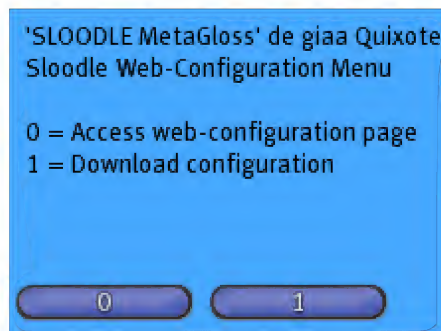 'SLOODLE MetaGloss' de giaa Quixote
Sloodle Web-Configuration Menu
0 = Access web-configuration page
1 = Download configuration
0 1